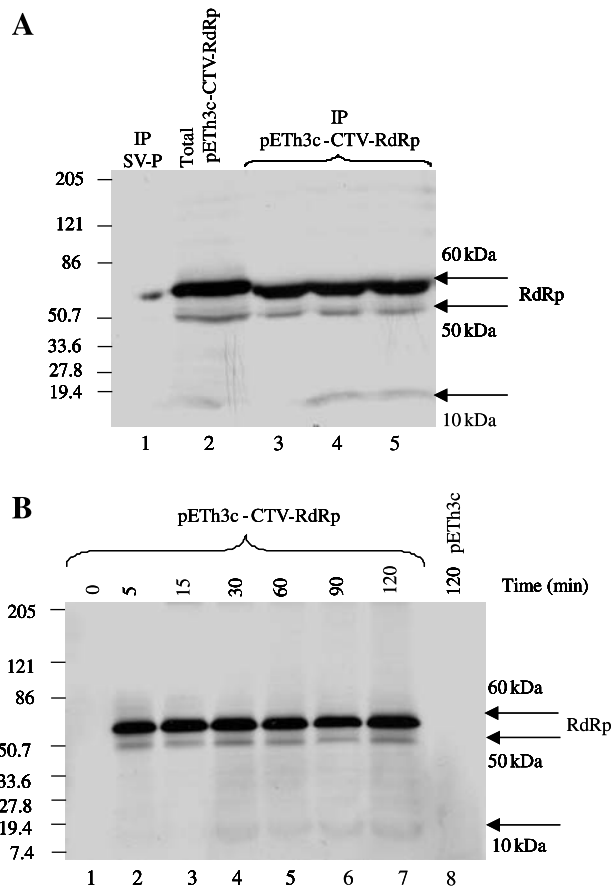 A
IP
SV-P
Total
pETh3c-CTV-RdRp
IP
pETh3c -CTV-RdRp
205
121
86
50.7
33.6
27.8
19.4
60 kDa
RdRp
50 kDa
10 kDa
1 2 3 4 5
B
pETh3c - CTV-RdRp
pETh3c
0 5 15 30 60 90 120 120 Time (min)
205
121
86
50.7
33.6
27.8
19.4
7.4
60 kDa
RdRp
50 kDa
10 kDa
1 2 3 4 5 6 7 8